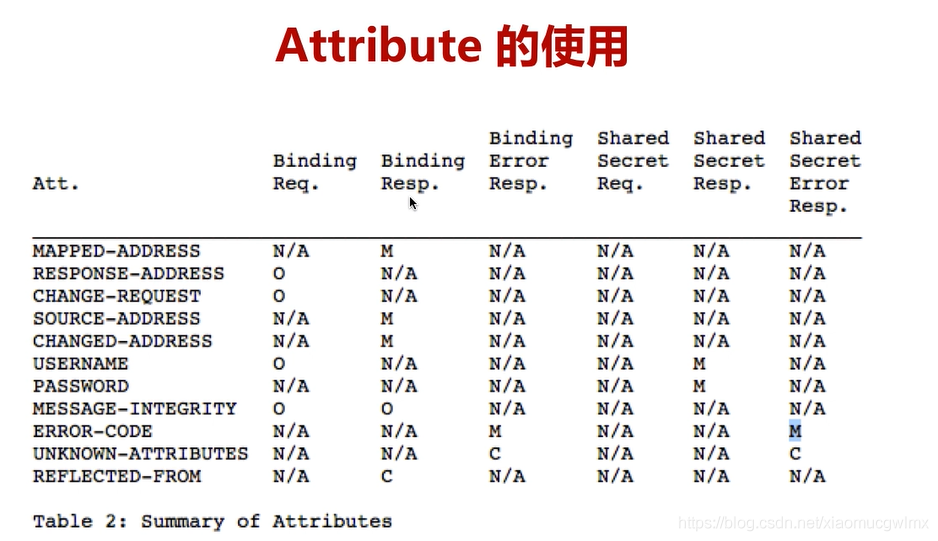 Attribute 的使用
Binding Shared Shared Shared
Binding Binding Error Secret Secret Secret
Att. Req. Resp. Resp. Req. Resp. Error
Resp.
MAPPED-ADDRESS N/A M N/A N/A N/A N/A
RESPONSE-ADDRESS O N/A N/A N/A N/A N/A
CHANGE-REQUEST O N/A N/A N/A N/A N/A
SOURCE-ADDRESS N/A M N/A N/A N/A N/A
CHANGED-ADDRESS N/A M N/A N/A N/A N/A
USERNAME O N/A N/A N/A M N/A
PASSWORD N/A N/A N/A N/A M N/A
MESSAGE-INTEGRITY O O N/A N/A N/A N/A
ERROR-CODE N/A N/A M N/A N/A M
UNKNOWN-ATTRIBUTES N/A N/A C N/A N/A C
REFLECTED-FROM N/A C N/A N/A N/A N/A
Table 2: Summary of Attributes
https://blog.csdn.net/xiaomucgwlmx